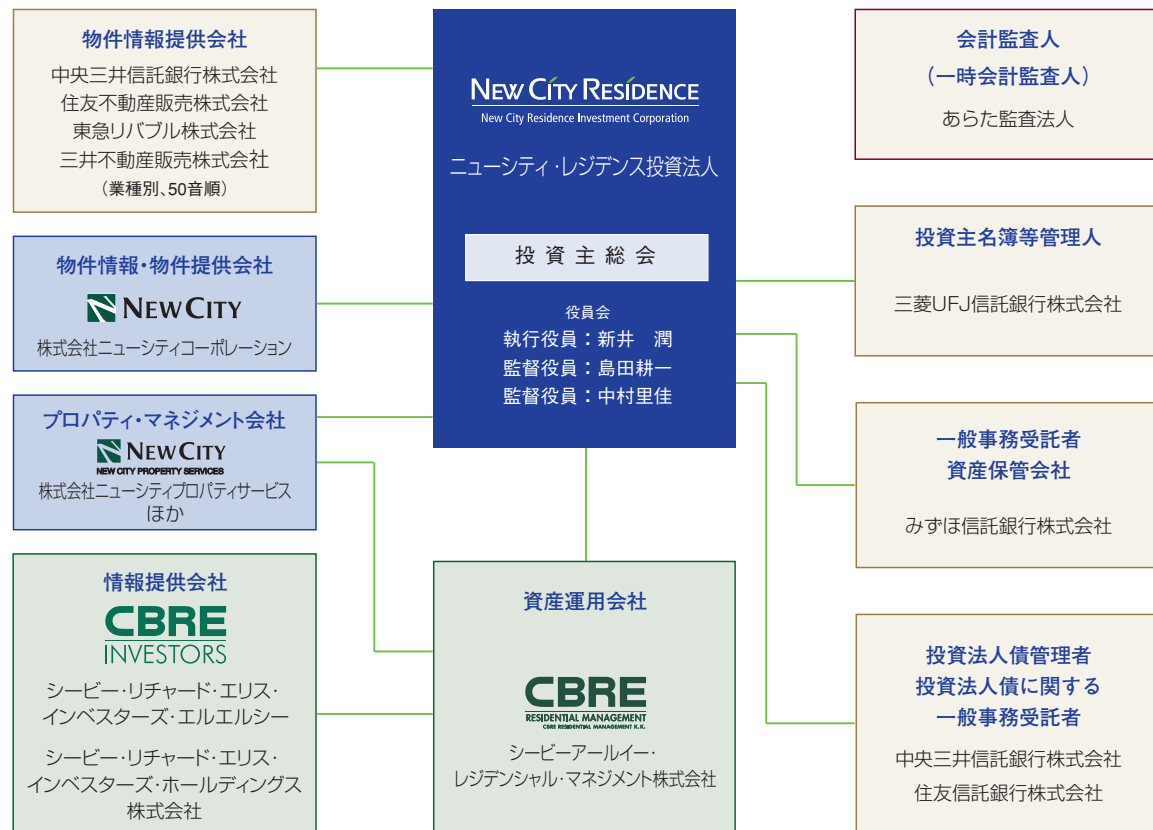 物件情報提供会社
中央三井信託銀行株式会社
住友不動産販売株式会社
東急リバブル株式会社
三井不動産販売株式会社
(業種別、50音順)
物件情報・物件提供会社
NEW CITY
株式会社ニューシティコーポレーション
プロパティ・マネジメント会社
NEW CITY
NEW CITY PROPERTY SERVICES
株式会社ニューシティプロパティサービス
ほか
情報提供会社
CBRE
INVESTORS
シービー・リチャード・エリス・
インベスターズ・エルエルシー
シービー・リチャード・エリス・
インベスターズ・ホールディングス
株式会社
NEW CITY RESIDENCE
New City Residence Investment Corporation
ニューシティ・レジデンス投資法人
投資主総会
役員会
執行役員:新井 潤
監督役員:島田耕一
監督役員:中村里佳
資産運用会社
CBRE
RESIDENTIAL MANAGEMENT
CBRE RESIDENTIAL MANAGEMENT K.K.
シービーアールイー・
レジデンシャル・マネジメント株式会社
会計監査人
(一時会計監査人)
あらた監査法人
投資主名簿等管理人
三菱UFJ信託銀行株式会社
一般事務受託者
資産保管会社
みずほ信託銀行株式会社
投資法人債管理者
投資法人債に関する
一般事務受託者
中央三井信託銀行株式会社
住友信託銀行株式会社